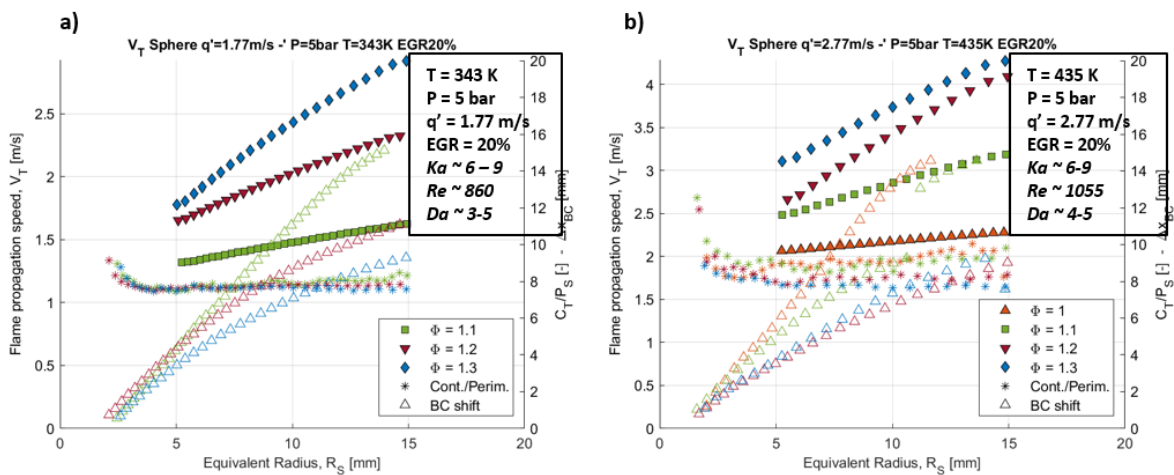 a)
V_T Sphere q'=1.77m/s -' P=5bar T=343K EGR20%
T = 343 K
P = 5 bar
q' = 1.77 m/s
EGR = 20%
Ka ~ 6 – 9
Re ~ 860
Da ~ 3-5
Flame propagation speed, V_T [m/s]
2.5
2
1.5
1
0.5
0
20
18
16
14
12
10
8
6
4
2
0
C_T/P_S [-] - Δx_BC [mm]
Φ = 1.1
Φ = 1.2
Φ = 1.3
Cont./Perim.
BC shift
0 5 10 15 20
Equivalent Radius, R_S [mm]
b)
V_T Sphere q'=2.77m/s -' P=5bar T=435K EGR20%
T = 435 K
P = 5 bar
q' = 2.77 m/s
EGR = 20%
Ka ~ 6-9
Re ~ 1055
Da ~ 4-5
Flame propagation speed, V_T [m/s]
4
3.5
3
2.5
2
1.5
1
0.5
0
20
18
16
14
12
10
8
6
4
2
0
C_T/P_S [-] - Δx_BC [mm]
Φ = 1
Φ = 1.1
Φ = 1.2
Φ = 1.3
Cont./Perim.
BC shift
0 5 10 15 20
Equivalent Radius, R_S [mm]